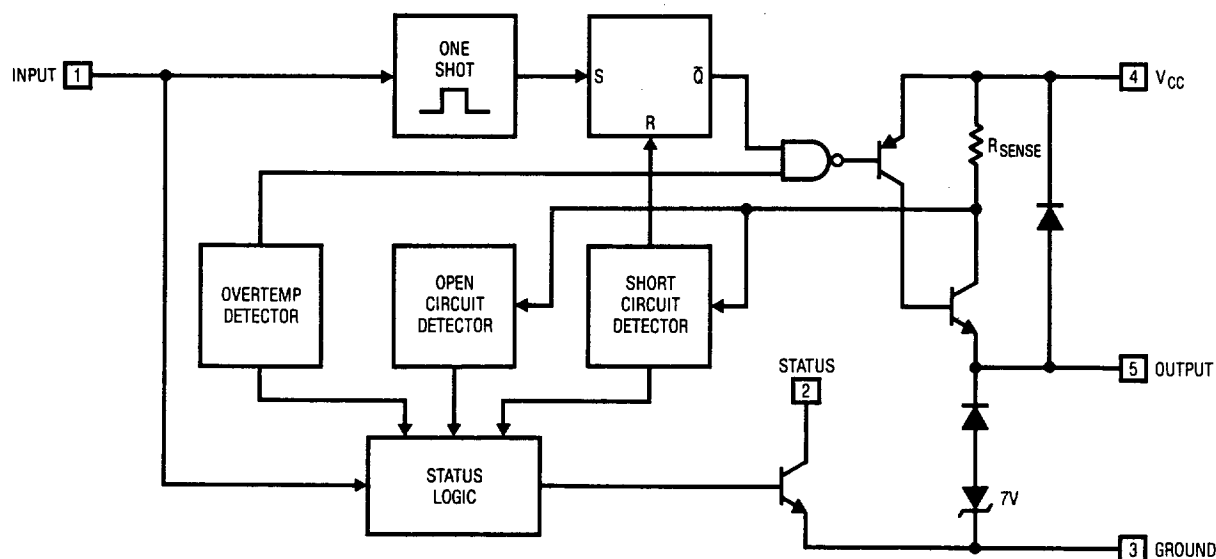 INPUT 1
ONE
SHOT
S
Q̅
R
4 VCC
RSENSE
OVERTEMP
DETECTOR
OPEN
CIRCUIT
DETECTOR
SHORT
CIRCUIT
DETECTOR
STATUS
2
5 OUTPUT
STATUS
LOGIC
7V
3 GROUND